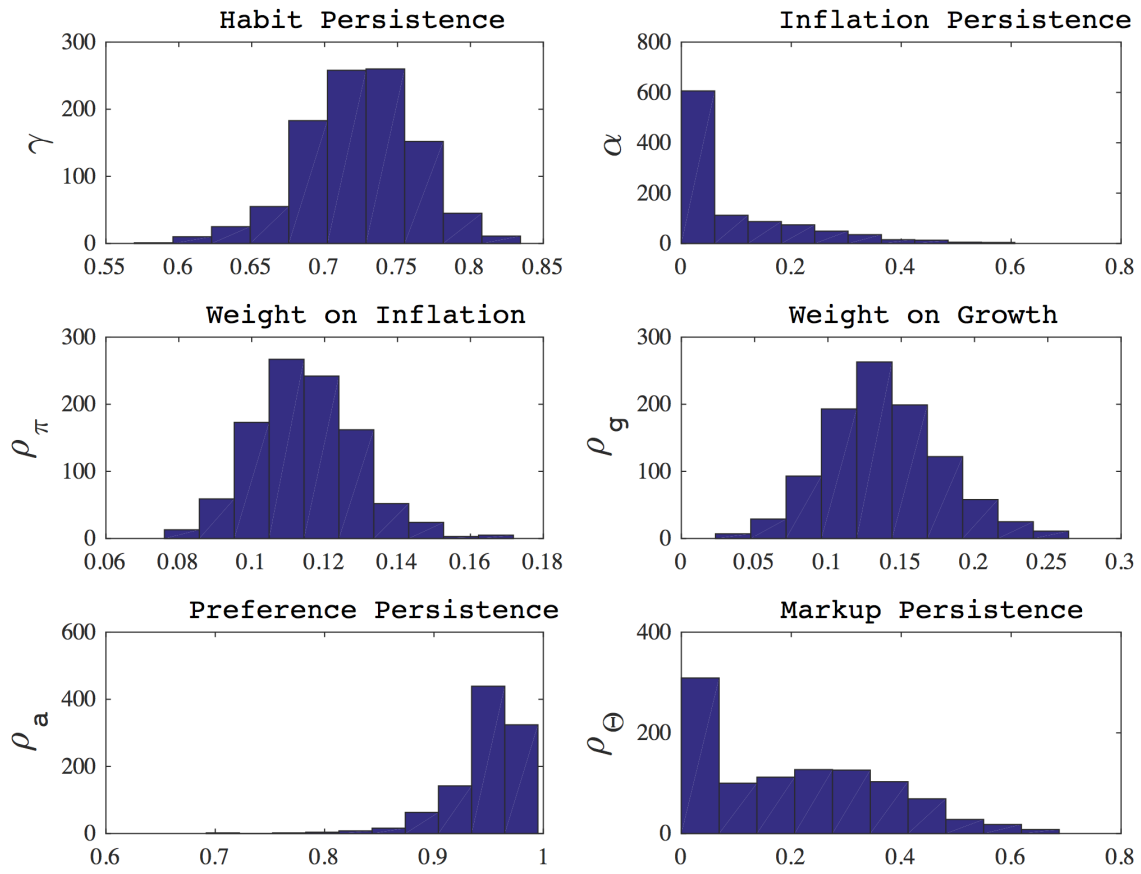 Habit Persistence
300
200
100
0
γ
0.55 0.6 0.65 0.7 0.75 0.8 0.85
Inflation Persistence
800
600
400
200
0
α
0 0.2 0.4 0.6 0.8
Weight on Inflation
300
200
100
0
ρπ
0.06 0.08 0.1 0.12 0.14 0.16 0.18
Weight on Growth
300
200
100
0
ρg
0 0.05 0.1 0.15 0.2 0.25 0.3
Preference Persistence
600
400
200
0
ρa
0.6 0.7 0.8 0.9 1
Markup Persistence
400
200
0
ρΘ
0 0.2 0.4 0.6 0.8